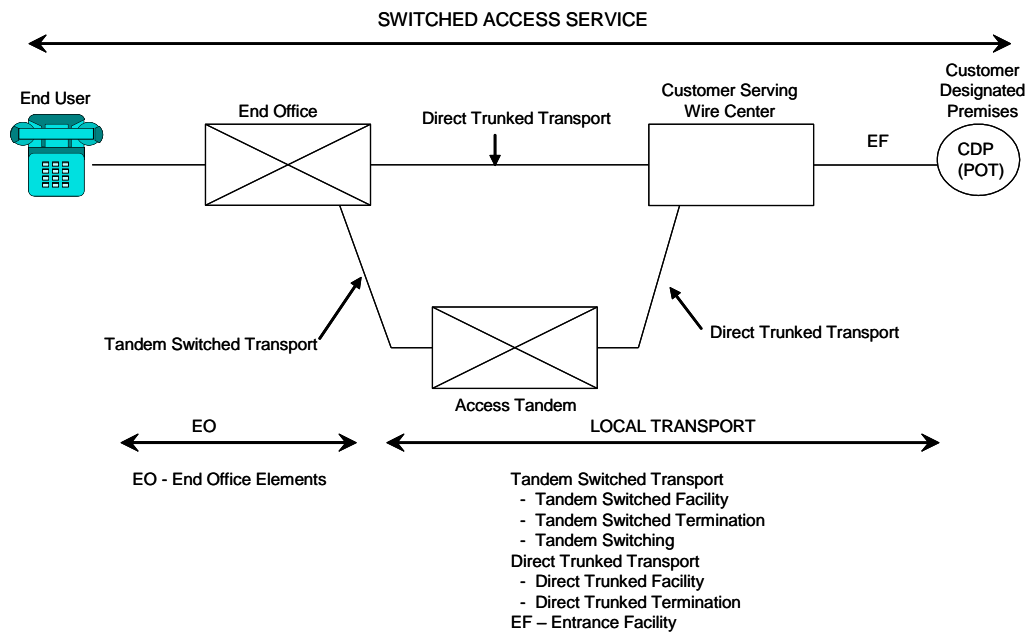 SWITCHED ACCESS SERVICE
End User
End Office
Direct Trunked Transport
Customer Serving
Wire Center
EF
Customer
Designated
Premises
CDP
(POT)
Tandem Switched Transport
Access Tandem
Direct Trunked Transport
EO
LOCAL TRANSPORT
EO - End Office Elements
Tandem Switched Transport
- Tandem Switched Facility
- Tandem Switched Termination
- Tandem Switching
Direct Trunked Transport
- Direct Trunked Facility
- Direct Trunked Termination
EF – Entrance Facility